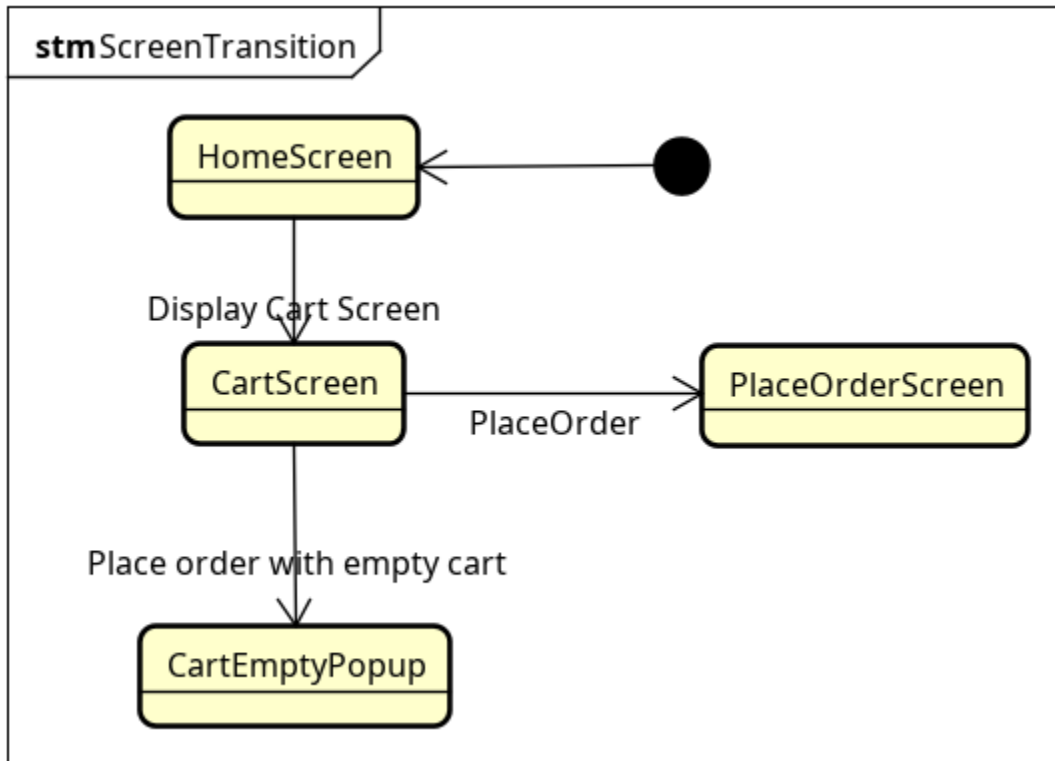 stm ScreenTransition
HomeScreen
Display Cart Screen
CartScreen
PlaceOrder
PlaceOrderScreen
Place order with empty cart
CartEmptyPopup